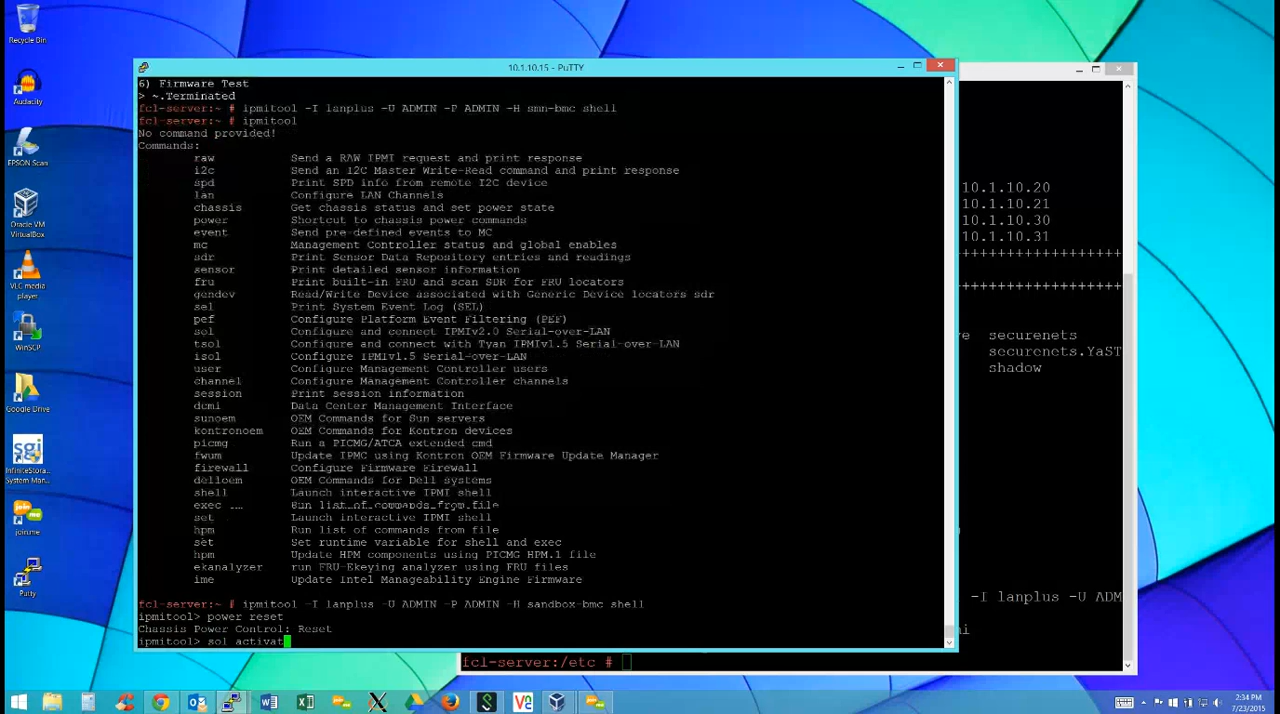 Recycle Bin
Audacity
EPSON Scan
Oracle VM
VirtualBox
VLC media
player
WinSCP
Google Drive
sgi
InfiniteStora...
System Man...
join.me
Putty
10.1.10.15 - PuTTY
6) Firmware Test
> ~.Terminated
fcl-server:~ # ipmitool -I lanplus -U ADMIN -P ADMIN -H smn-bmc shell
fcl-server:~ # ipmitool
No command provided!
Commands:
raw Send a RAW IPMI request and print response
i2c Send an I2C Master Write-Read command and print response
spd Print SPD info from remote I2C device
lan Configure LAN Channels
chassis Get chassis status and set power state
power Shortcut to chassis power commands
event Send pre-defined events to MC
mc Management Controller status and global enables
sdr Print Sensor Data Repository entries and readings
sensor Print detailed sensor information
fru Print built-in FRU and scan SDR for FRU locators
gendev Read/Write Device associated with Generic Device locators sdr
sel Print System Event Log (SEL)
pef Configure Platform Event Filtering (PEF)
sol Configure and connect IPMIv2.0 Serial-over-LAN
tsol Configure and connect with Tyan IPMIv1.5 Serial-over-LAN
isol Configure IPMIv1.5 Serial-over-LAN
user Configure Management Controller users
channel Configure Management Controller channels
session Print session information
dcmi Data Center Management Interface
sunoem OEM Commands for Sun servers
kontronoem OEM Commands for Kontron devices
picmg Run a PICMG/ATCA extended cmd
fwum Update IPMC using Kontron OEM Firmware Update Manager
firewall Configure Firmware Firewall
delloem OEM Commands for Dell systems
shell Launch interactive IPMI shell
exec Run list of commands from file
set Launch interactive IPMI shell
hpm Run list of commands from file
set Set runtime variable for shell and exec
hpm Update HPM components using PICMG HPM.1 file
ekanalyzer run FRU-Ekeying analyzer using FRU files
ime Update Intel Manageability Engine Firmware
fcl-server:~ # ipmitool -I lanplus -U ADMIN -P ADMIN -H sandbox-bmc shell
ipmitool> power reset
Chassis Power Control: Reset
ipmitool> sol activat
10.1.10.20
10.1.10.21
10.1.10.30
10.1.10.31
++++++++++++++++++++
++++++++++++++++++++
e securenets
securenets.YaST
shadow
-I lanplus -U ADM
ni
fcl-server:/etc #
2:34 PM
7/23/2015